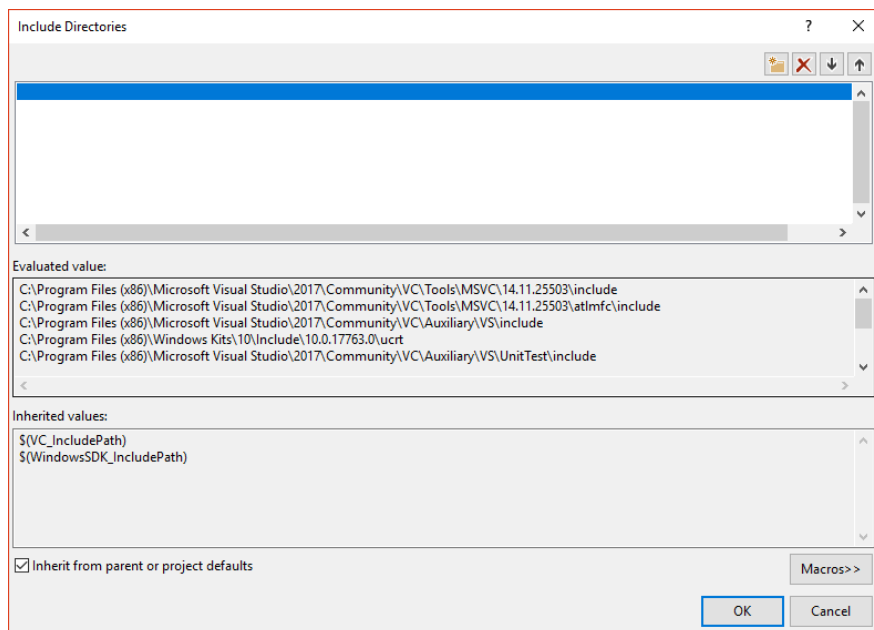 Include Directories
Evaluated value:
C:\Program Files (x86)\Microsoft Visual Studio\2017\Community\VC\Tools\MSVC\14.11.25503\include
C:\Program Files (x86)\Microsoft Visual Studio\2017\Community\VC\Tools\MSVC\14.11.25503\atlmfc\include
C:\Program Files (x86)\Microsoft Visual Studio\2017\Community\VC\Auxiliary\VS\include
C:\Program Files (x86)\Windows Kits\10\Include\10.0.17763.0\ucrt
C:\Program Files (x86)\Microsoft Visual Studio\2017\Community\VC\Auxiliary\VS\UnitTest\include
Inherited values:
$(VC_IncludePath)
$(WindowsSDK_IncludePath)
Inherit from parent or project defaults
Macros>>
OK Cancel